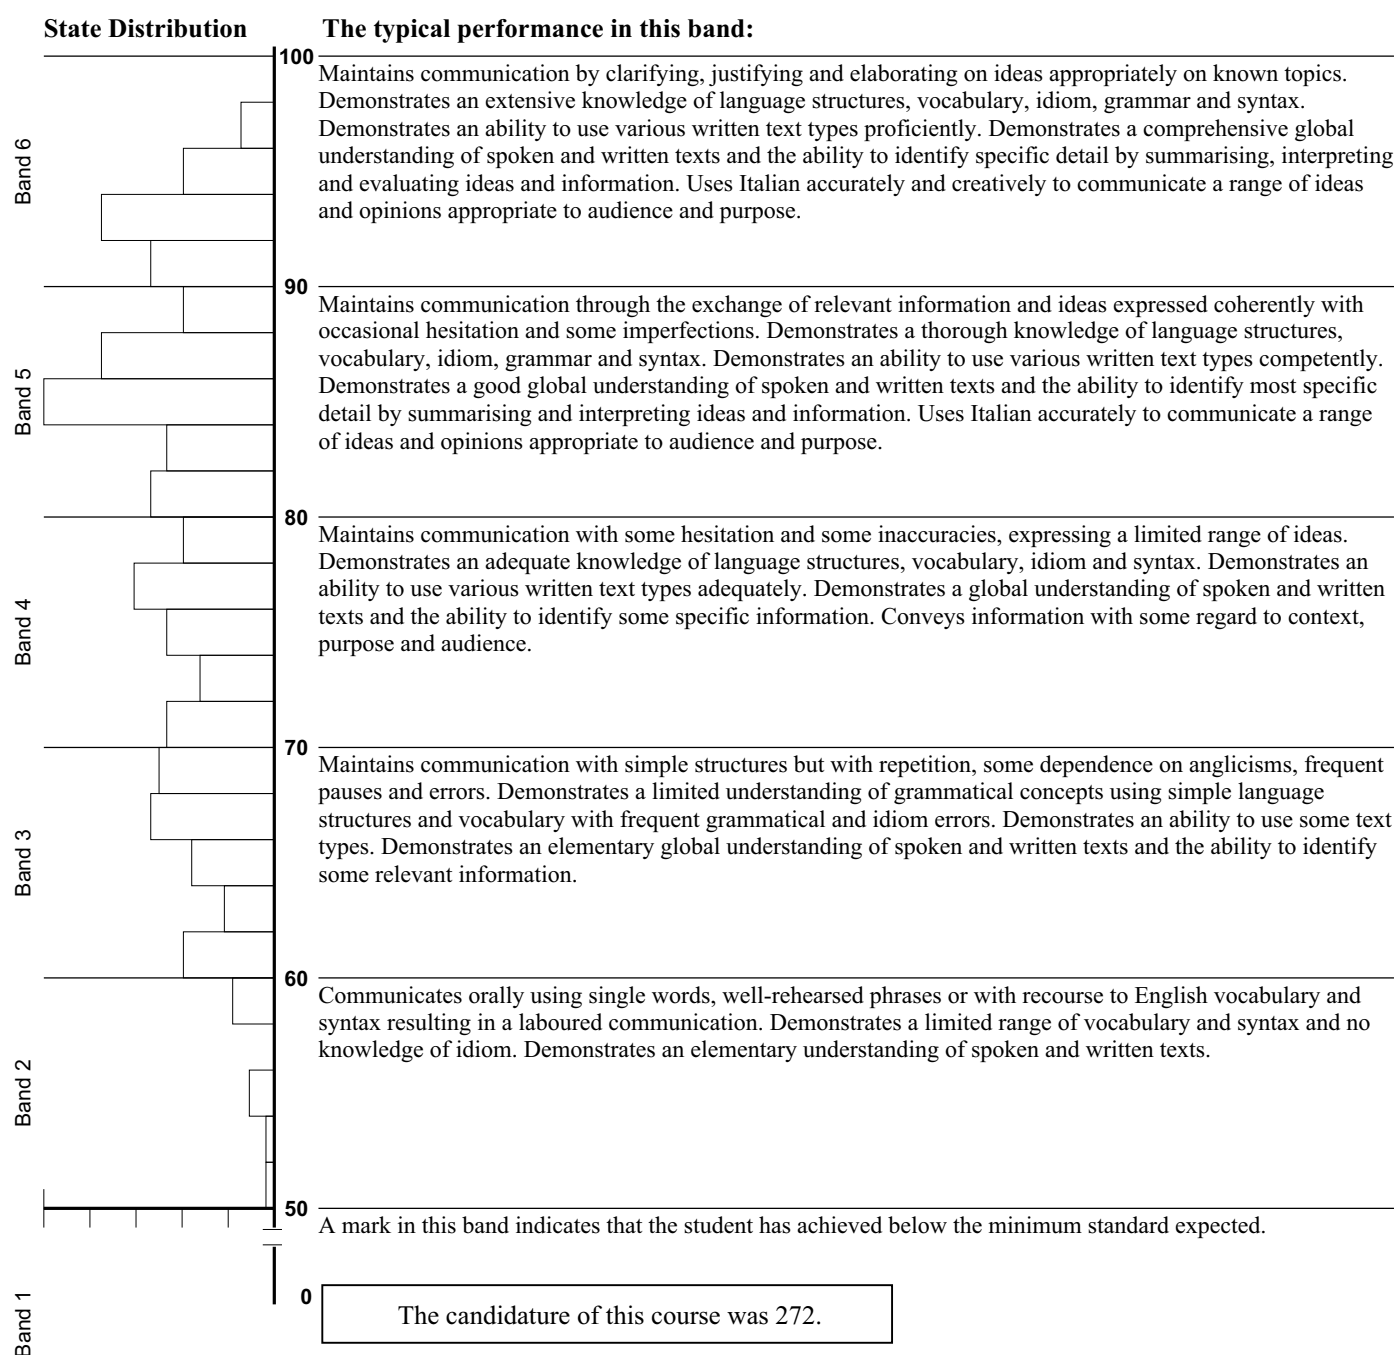 State Distribution
The typical performance in this band:
100
Maintains communication by clarifying, justifying and elaborating on ideas appropriately on known topics.
Demonstrates an extensive knowledge of language structures, vocabulary, idiom, grammar and syntax.
Demonstrates an ability to use various written text types proficiently. Demonstrates a comprehensive global
understanding of spoken and written texts and the ability to identify specific detail by summarising, interpreting
and evaluating ideas and information. Uses Italian accurately and creatively to communicate a range of ideas
and opinions appropriate to audience and purpose.
Band 6
90
Maintains communication through the exchange of relevant information and ideas expressed coherently with
occasional hesitation and some imperfections. Demonstrates a thorough knowledge of language structures,
vocabulary, idiom, grammar and syntax. Demonstrates an ability to use various written text types competently.
Demonstrates a good global understanding of spoken and written texts and the ability to identify most specific
detail by summarising and interpreting ideas and information. Uses Italian accurately to communicate a range
of ideas and opinions appropriate to audience and purpose.
Band 5
80
Maintains communication with some hesitation and some inaccuracies, expressing a limited range of ideas.
Demonstrates an adequate knowledge of language structures, vocabulary, idiom and syntax. Demonstrates an
ability to use various written text types adequately. Demonstrates a global understanding of spoken and written
texts and the ability to identify some specific information. Conveys information with some regard to context,
purpose and audience.
Band 4
70
Maintains communication with simple structures but with repetition, some dependence on anglicisms, frequent
pauses and errors. Demonstrates a limited understanding of grammatical concepts using simple language
structures and vocabulary with frequent grammatical and idiom errors. Demonstrates an ability to use some text
types. Demonstrates an elementary global understanding of spoken and written texts and the ability to identify
some relevant information.
Band 3
60
Communicates orally using single words, well-rehearsed phrases or with recourse to English vocabulary and
syntax resulting in a laboured communication. Demonstrates a limited range of vocabulary and syntax and no
knowledge of idiom. Demonstrates an elementary understanding of spoken and written texts.
Band 2
50
A mark in this band indicates that the student has achieved below the minimum standard expected.
0
Band 1
The candidature of this course was 272.